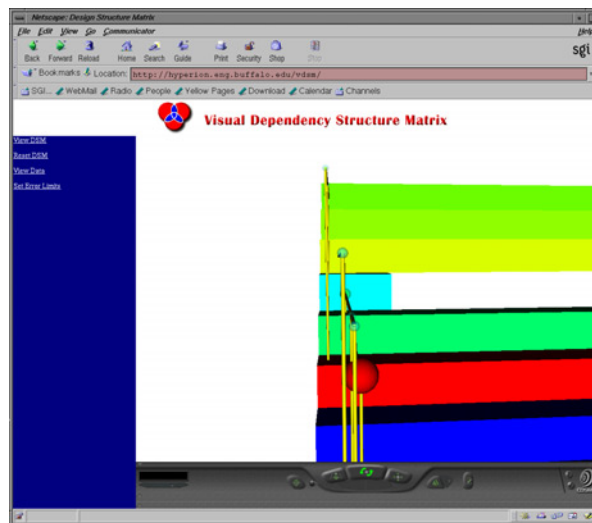 Netscape: Design Structure Matrix
File Edit View Go Communicator Help
Back Forward Reload Home Search Guide Print Security Shop Stop
sgi
Bookmarks Location: http://hyperion.eng.buffalo.edu/vdsm/
SGI... WebMail Radio People Yellow Pages Download Calendar Channels
Visual Dependency Structure Matrix
View DSM
Reset DSM
View Data
Set Error Limits